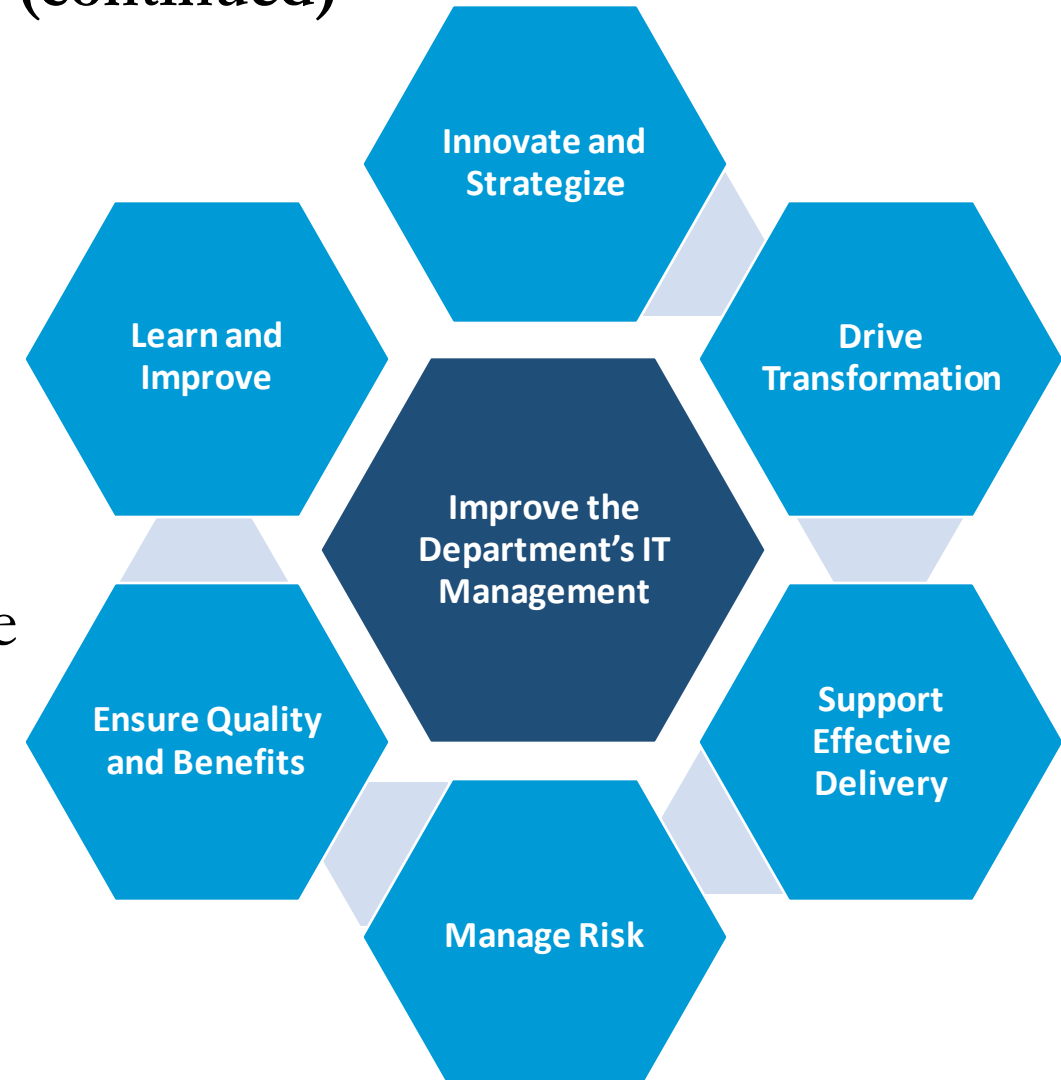 (continued)
Innovate and
Strategize
Learn and
Improve
Drive
Transformation
Improve the
Department’s IT
Management
e
Ensure Quality
and Benefits
Support
Effective
Delivery
Manage Risk